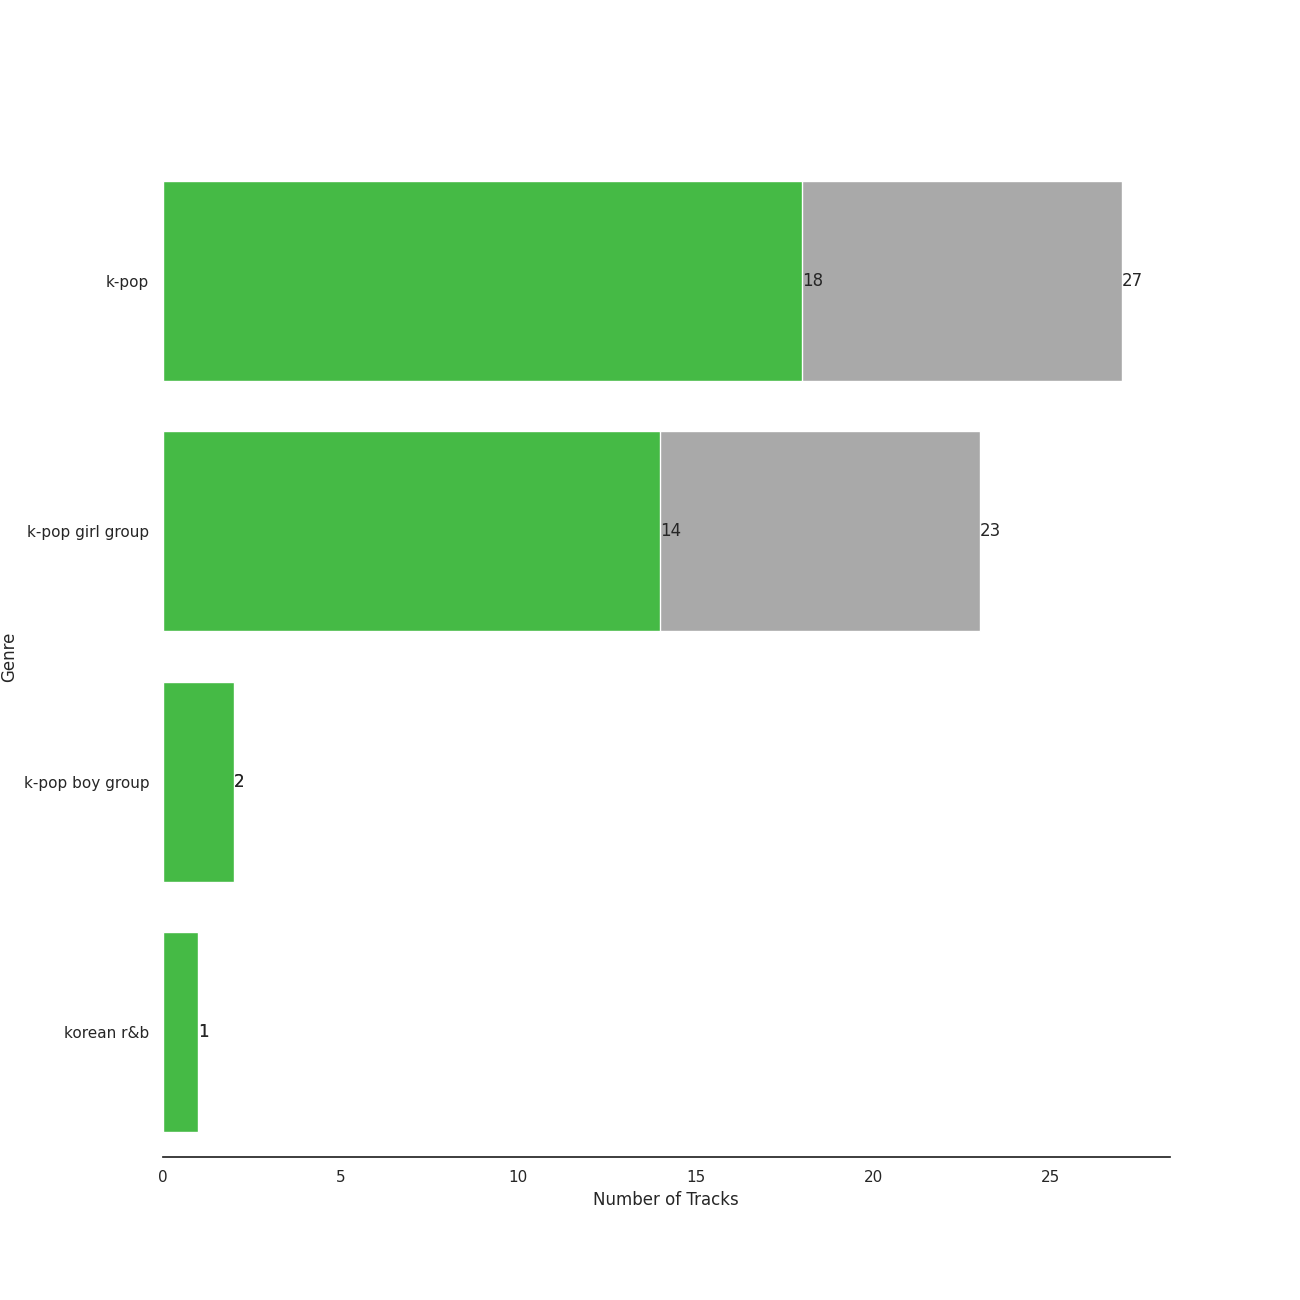 k-pop
18
27
k-pop girl group
14
23
Genre
k-pop boy group
2
korean r&b
1
0 5 10 15 20 25
Number of Tracks